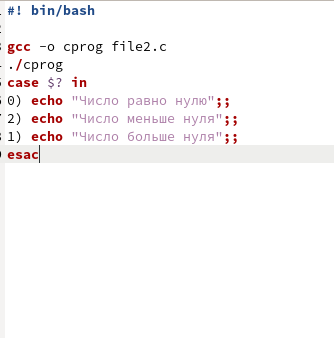 #! bin/bash
gcc -o cprog file2.c
./cprog
case $? in
0) echo "Число равно нулю";;
2) echo "Число меньше нуля";;
1) echo "Число больше нуля";;
esac